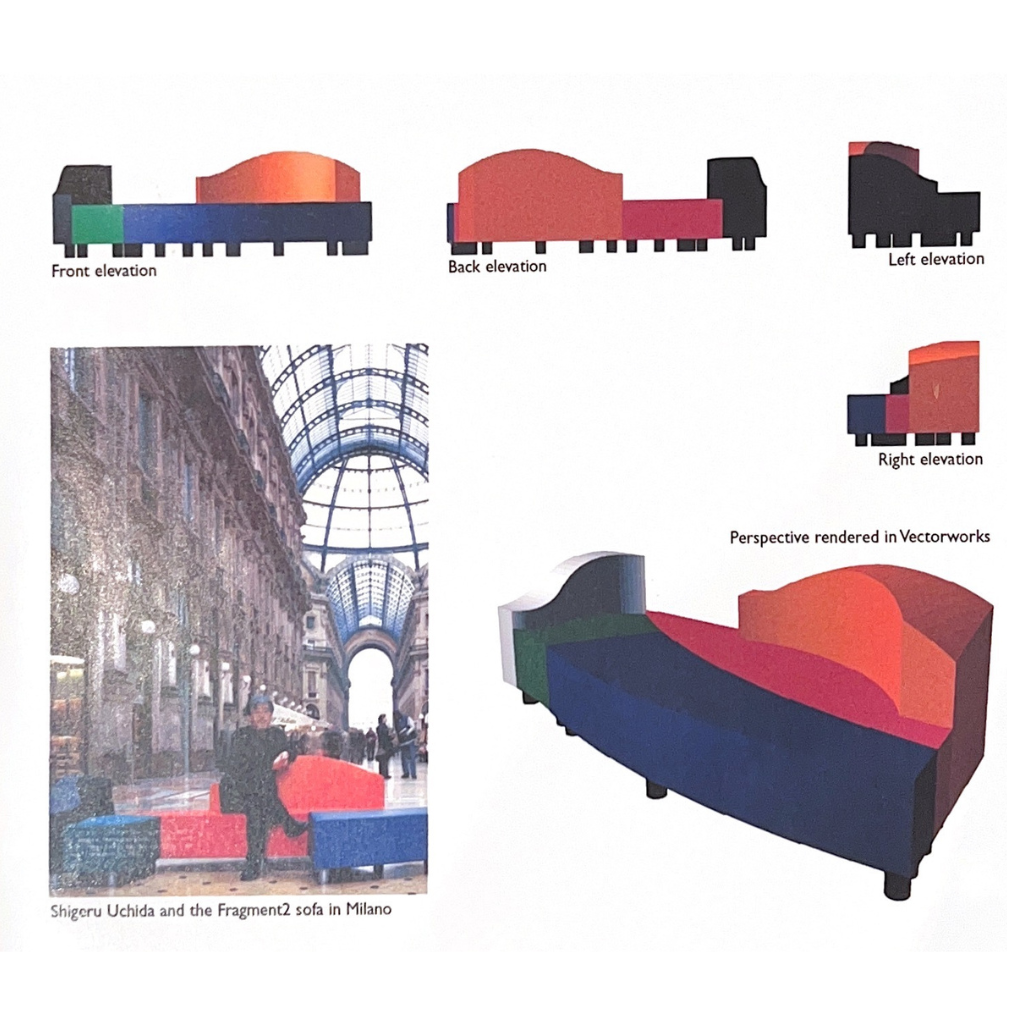 Front elevation
Back elevation
Left elevation
Right elevation
Perspective rendered in Vectorworks
Shigeru Uchida and the Fragment2 sofa in Milano